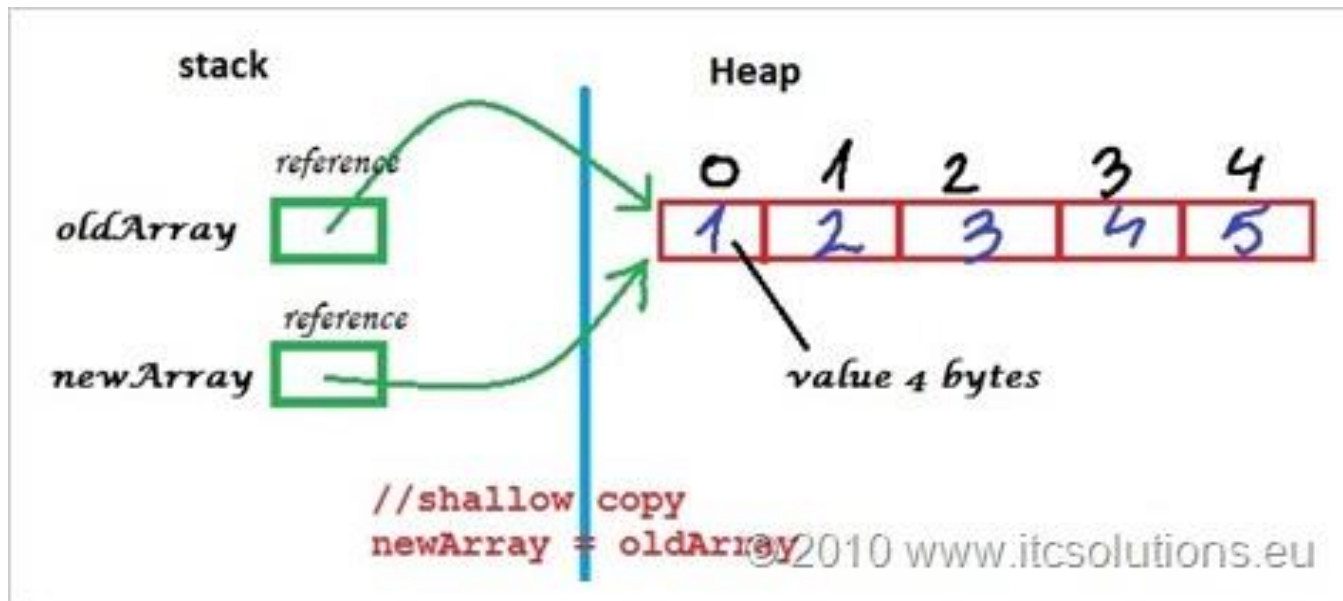 stack
Heap
reference
0 1 2 3 4
oldArray
1 2 3 4 5
reference
newArray
value 4 bytes
//shallow copy
newArray = oldArray
© 2010 www.itcsolutions.eu